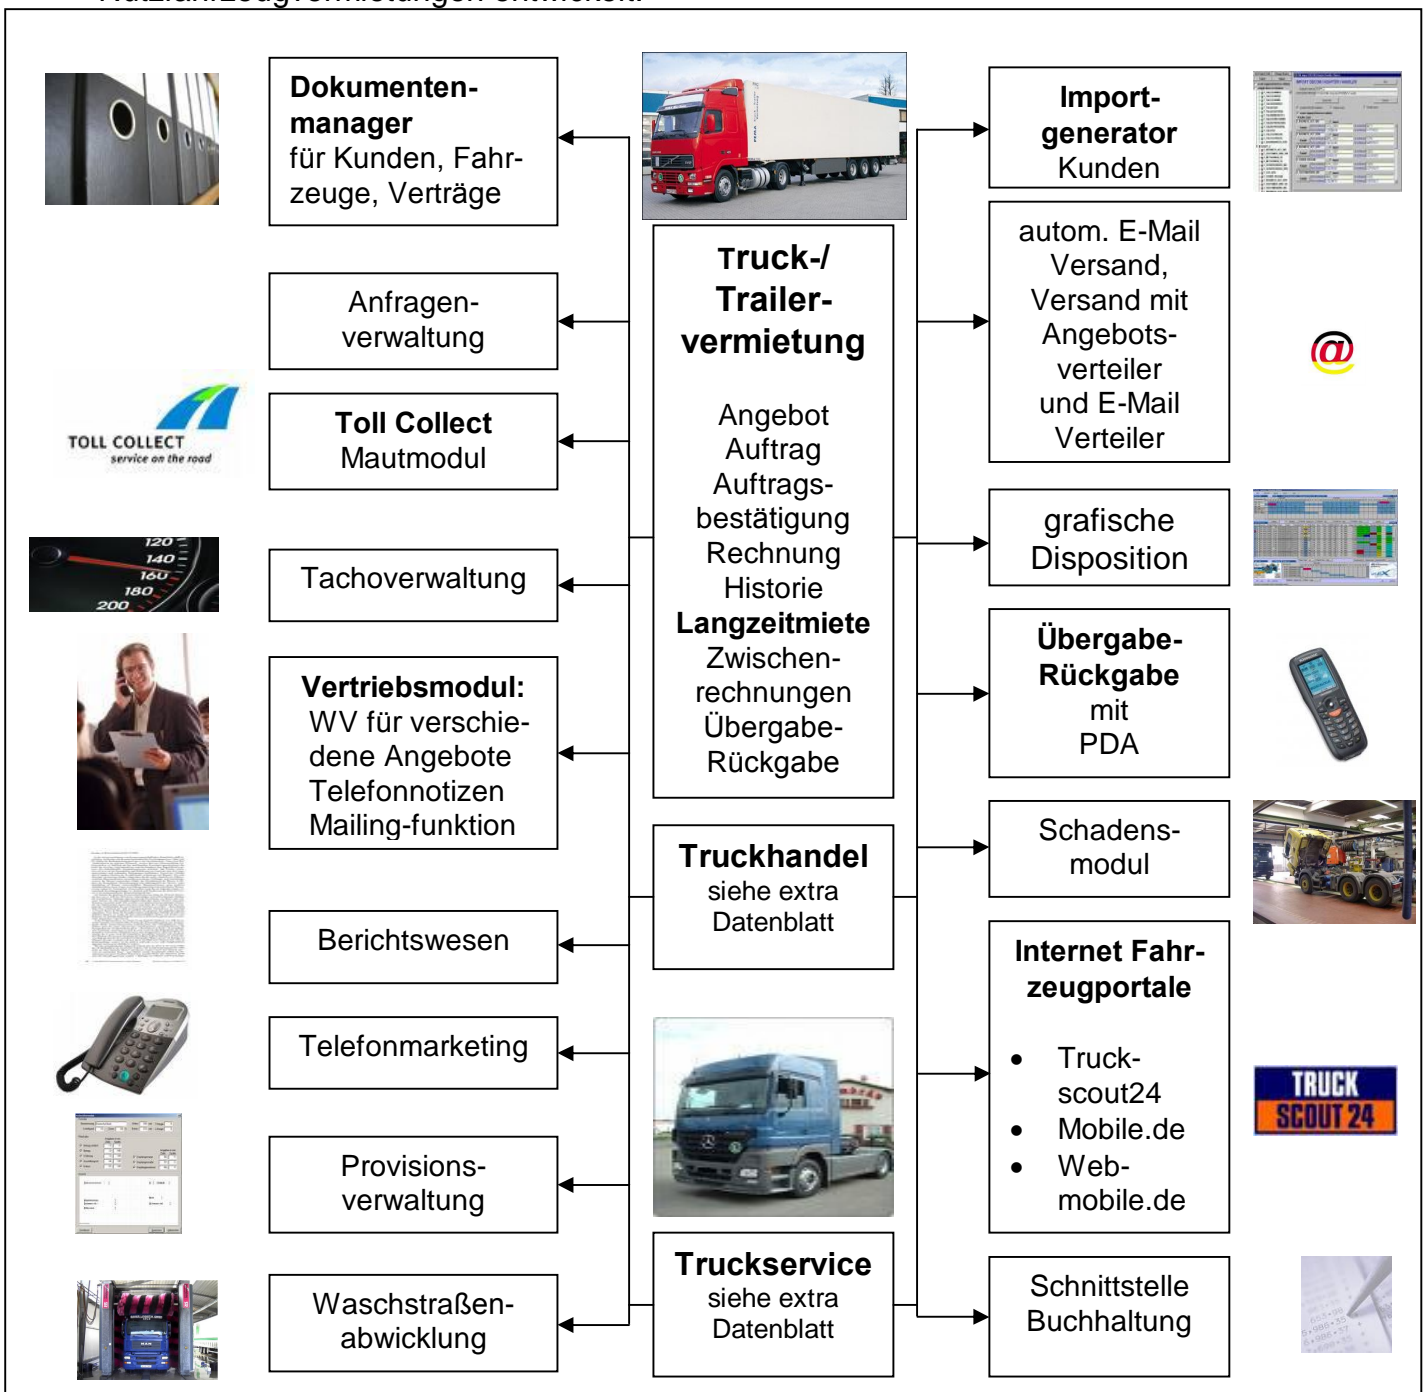 Nutzfahrzeugvermietungen entwickelt.
Dokumenten-
manager
für Kunden, Fahr-
zeuge, Verträge
Anfragen-
verwaltung
TOLL COLLECT
service on the road
Toll Collect
Mautmodul
120
140
160
180
200
Tachoverwaltung
Vertriebsmodul:
WV für verschie-
dene Angebote
Telefonnotizen
Mailing-funktion
Berichtswesen
Telefonmarketing
Provisions-
verwaltung
Waschstraßen-
abwicklung
Truck-/
Trailer-
vermietung
Angebot
Auftrag
Auftrags-
bestätigung
Rechnung
Historie
Langzeitmiete
Zwischen-
rechnungen
Übergabe-
Rückgabe
Truckhandel
siehe extra
Datenblatt
Truckservice
siehe extra
Datenblatt
Import-
generator
Kunden
autom. E-Mail
Versand,
Versand mit
Angebots-
verteiler
und E-Mail
Verteiler
@
grafische
Disposition
Übergabe-
Rückgabe
mit
PDA
Schadens-
modul
Internet Fahr-
zeugportale
• Truck-
scout24
• Mobile.de
• Web-
mobile.de
TRUCK
SCOUT 24
Schnittstelle
Buchhaltung